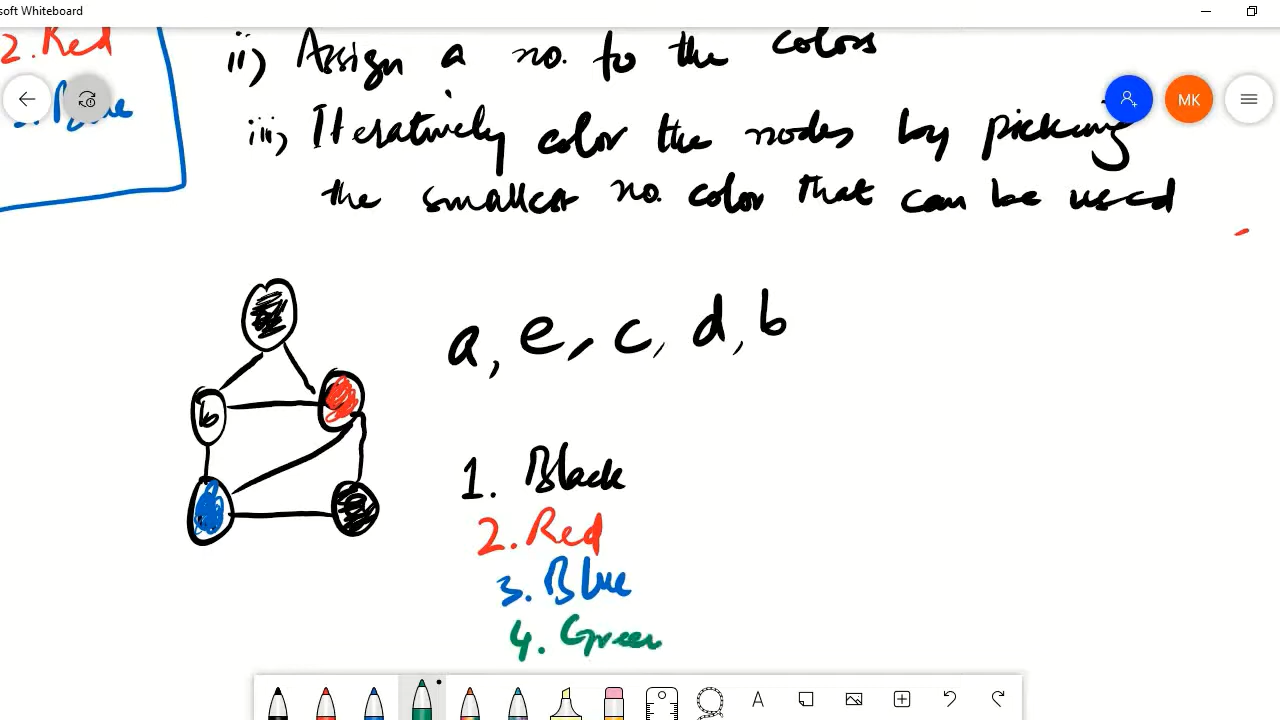 soft Whiteboard
2. Red
ii) Assign a no. to the colors
MK
iii) Iteratively color the nodes by picking
the smallest no. color that can be used
a, e, c, d, b
b
1. Black
2. Red
3. Blue
4. Green
A